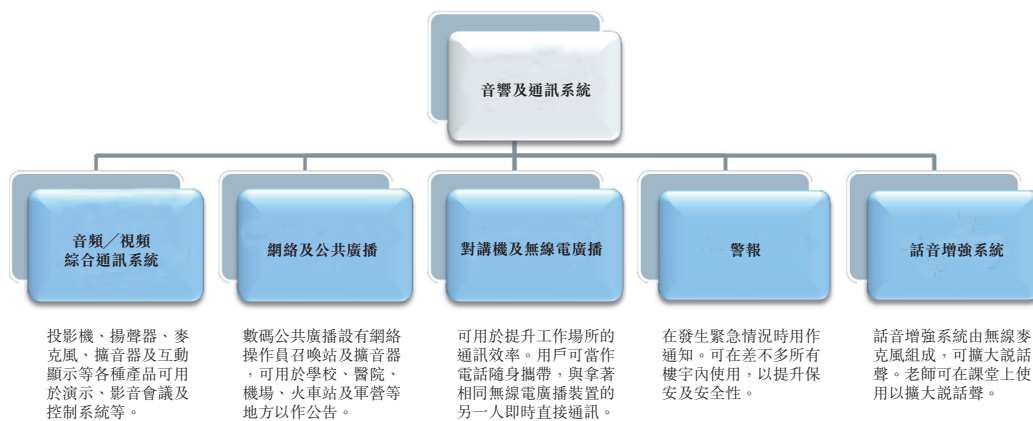 音響及通訊系統
音頻／視頻
綜合通訊系統
網絡及公共廣播
對講機及無線電廣播
警報
話音增強系統
投影機、揚聲器、麥
克風、擴音器及互動
顯示等各種產品可用
於演示、影音會議及
控制系統等。
數碼公共廣播設有網絡
操作員召喚站及擴音器
，可用於學校、醫院、
機場、火車站及軍營等
地方以作公告。
可用於提升工作場所的
通訊效率。用戶可當作
電話隨身攜帶，與拿著
相同無線電廣播裝置的
另一人即時直接通訊。
在發生緊急情況時用作
通知。可在差不多所有
樓宇內使用，以提升保
安及安全性。
話音增強系統由無線麥
克風組成，可擴大說話
聲。老師可在課堂上使
用以擴大說話聲。